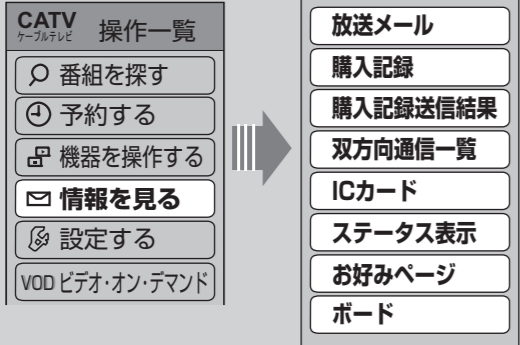 CATV
ケーブルテレビ
操作一覧
番組を探す
予約する
機器を操作する
情報を見る
設定する
VOD ビデオ・オン・デマンド
放送メール
購入記録
購入記録送信結果
双方向通信一覧
ICカード
ステータス表示
お好みページ
ボード